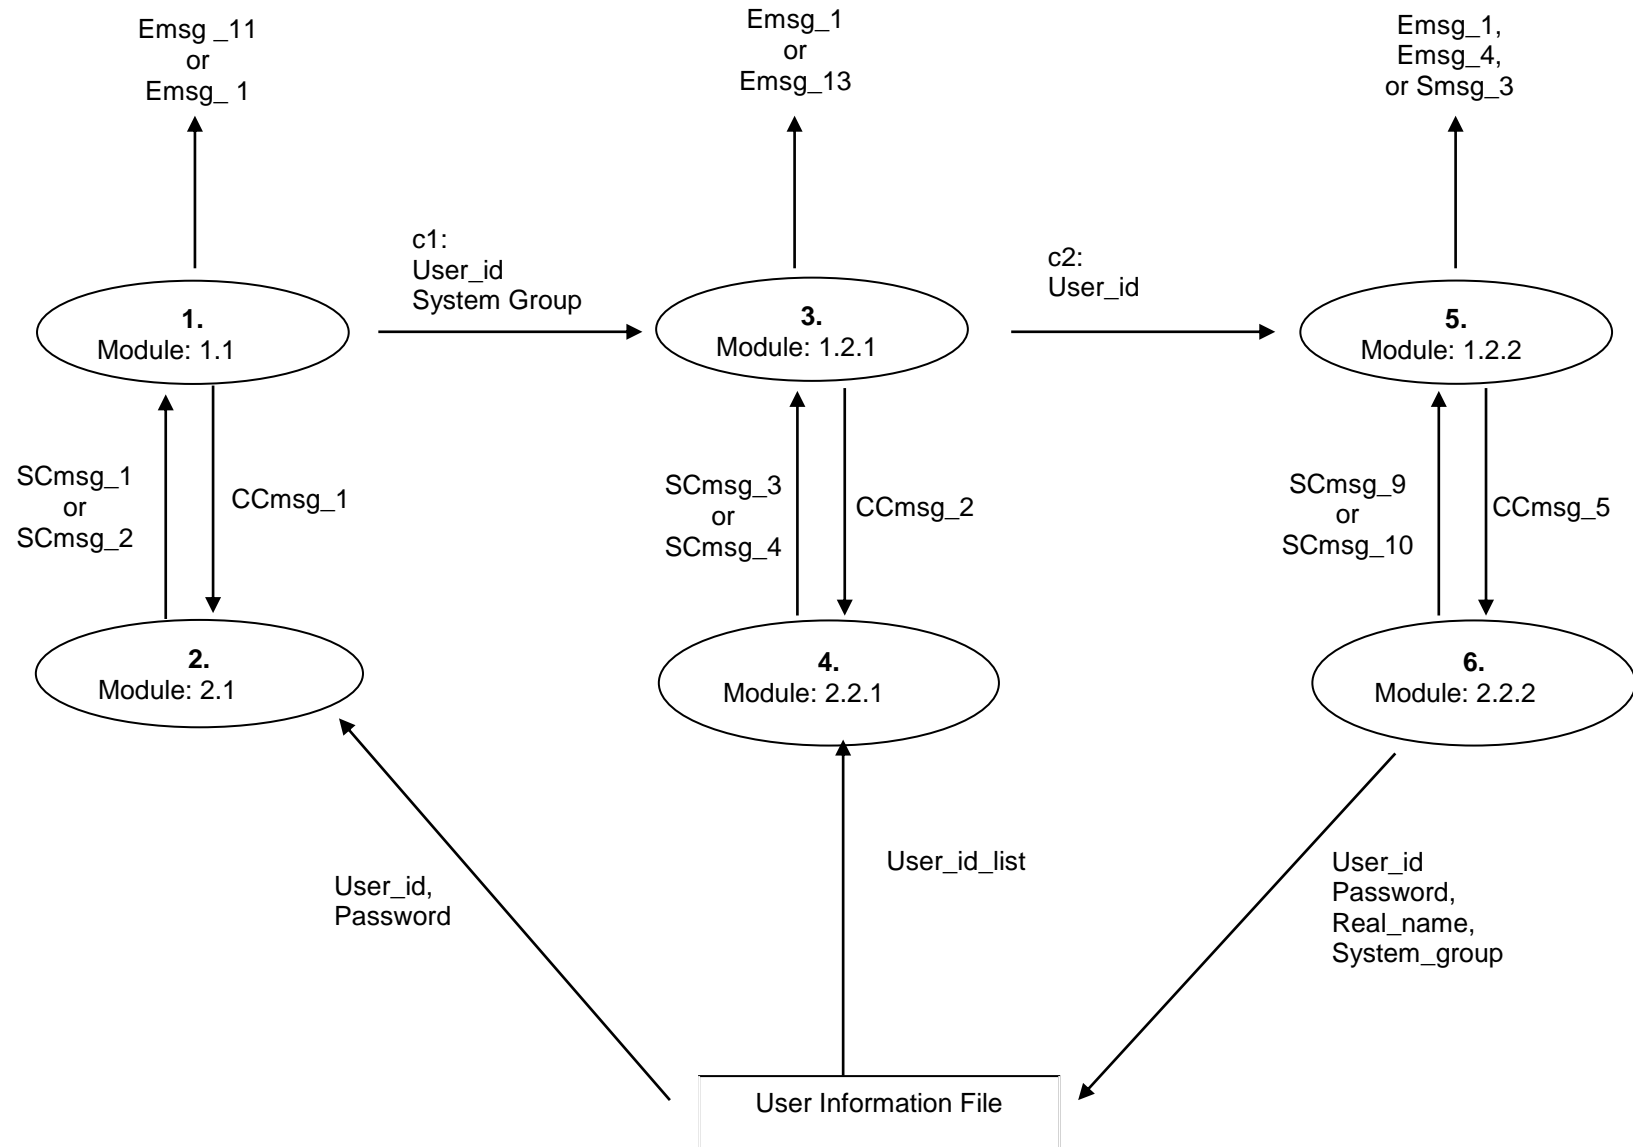 Emsg _11
or
Emsg_ 1
Emsg_1
or
Emsg_13
Emsg_1,
Emsg_4,
or Smsg_3
c1:
User_id
System Group
c2:
User_id
1.
Module: 1.1
3.
Module: 1.2.1
5.
Module: 1.2.2
SCmsg_1
or
SCmsg_2
CCmsg_1
SCmsg_3
or
SCmsg_4
CCmsg_2
SCmsg_9
or
SCmsg_10
CCmsg_5
2.
Module: 2.1
4.
Module: 2.2.1
6.
Module: 2.2.2
User_id,
Password
User_id_list
User_id
Password,
Real_name,
System_group
User Information File